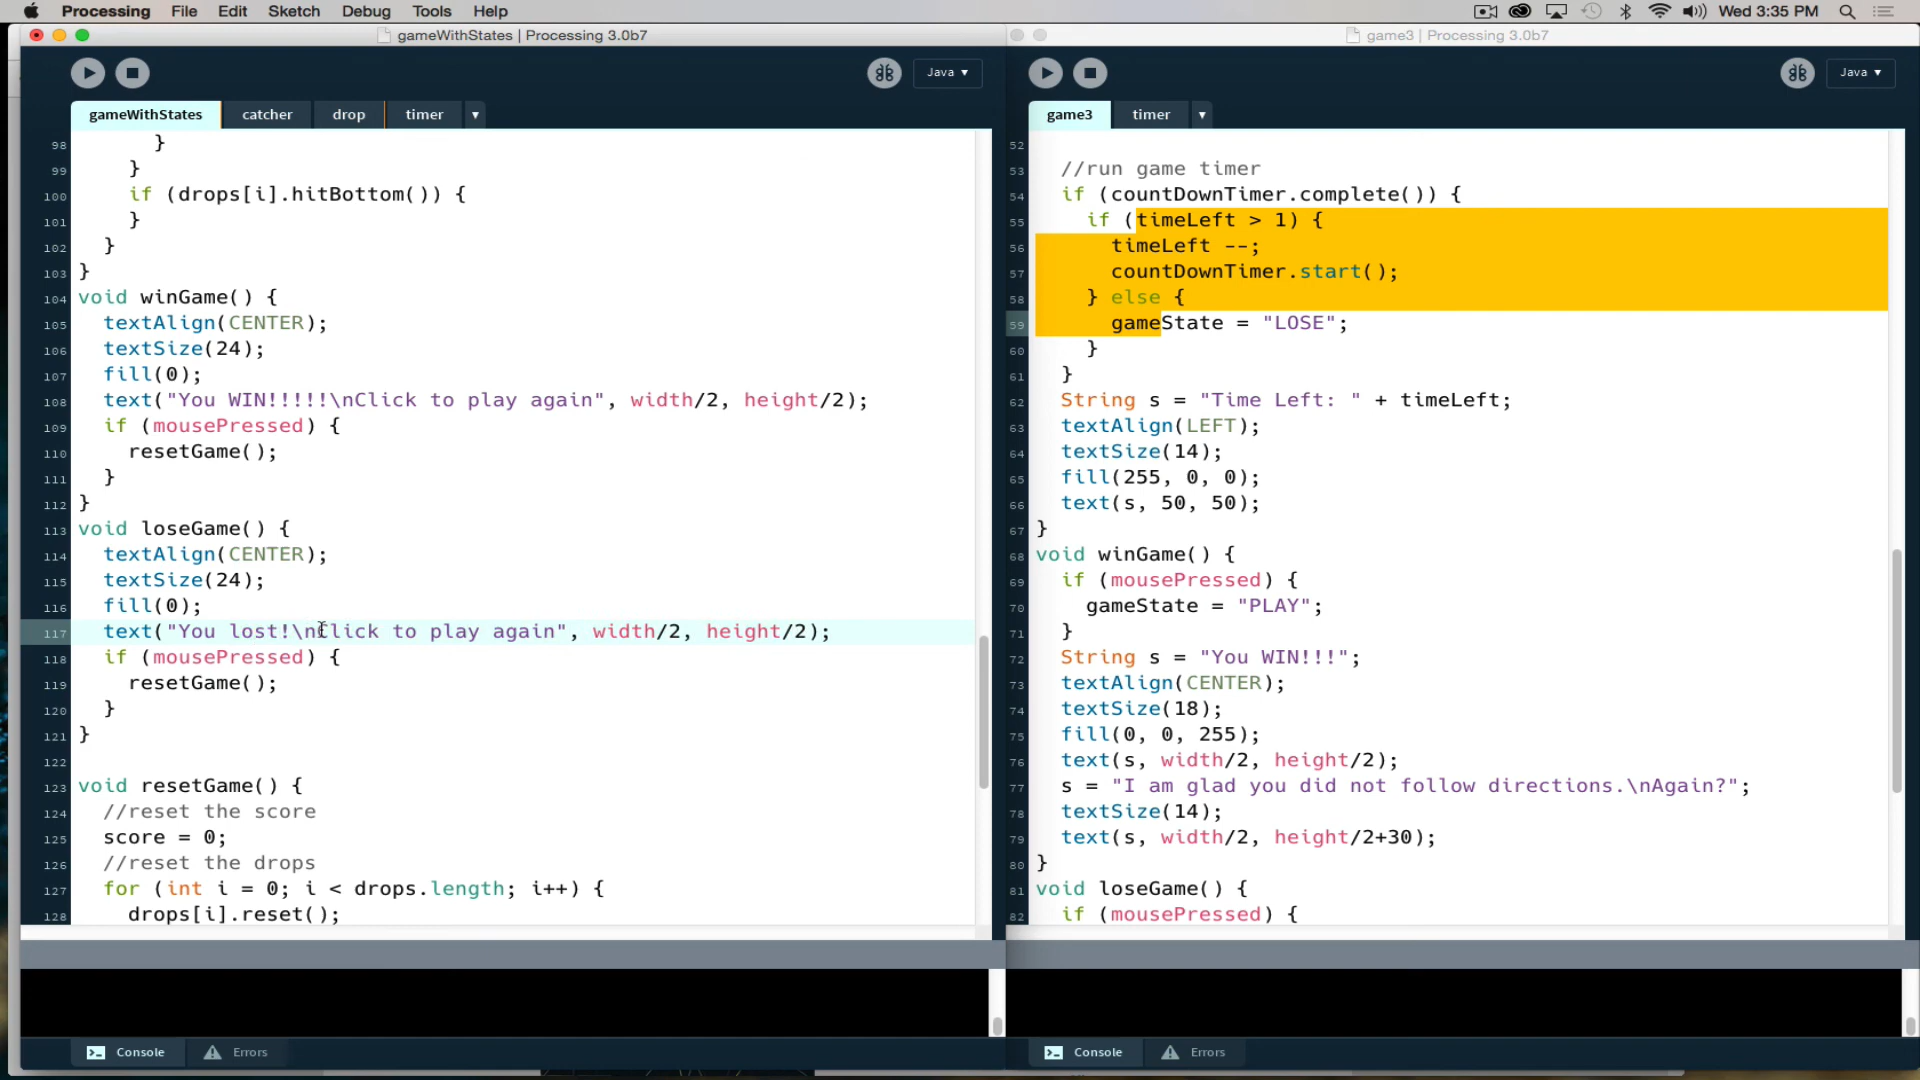 Processing File Edit Sketch Debug Tools Help Wed 3:35 PM
gameWithStates | Processing 3.0b7
Java ▾
gameWithStates catcher drop timer ▾
98 }
99 }
100 if (drops[i].hitBottom()) {
101 }
102 }
103 }
104 void winGame() {
105 textAlign(CENTER);
106 textSize(24);
107 fill(0);
108 text("You WIN!!!!!\nClick to play again", width/2, height/2);
109 if (mousePressed) {
110 resetGame();
111 }
112 }
113 void loseGame() {
114 textAlign(CENTER);
115 textSize(24);
116 fill(0);
117 text("You lost!\nClick to play again", width/2, height/2);
118 if (mousePressed) {
119 resetGame();
120 }
121 }
122
123 void resetGame() {
124 //reset the score
125 score = 0;
126 //reset the drops
127 for (int i = 0; i < drops.length; i++) {
128 drops[i].reset();
Console Errors
game3 | Processing 3.0b7
Java ▾
game3 timer ▾
52
53 //run game timer
54 if (countDownTimer.complete()) {
55 if (timeLeft > 1) {
56 timeLeft --;
57 countDownTimer.start();
58 } else {
59 gameState = "LOSE";
60 }
61 }
62 String s = "Time Left: " + timeLeft;
63 textAlign(LEFT);
64 textSize(14);
65 fill(255, 0, 0);
66 text(s, 50, 50);
67 }
68 void winGame() {
69 if (mousePressed) {
70 gameState = "PLAY";
71 }
72 String s = "You WIN!!!";
73 textAlign(CENTER);
74 textSize(18);
75 fill(0, 0, 255);
76 text(s, width/2, height/2);
77 s = "I am glad you did not follow directions.\nAgain?";
78 textSize(14);
79 text(s, width/2, height/2+30);
80 }
81 void loseGame() {
82 if (mousePressed) {
Console Errors